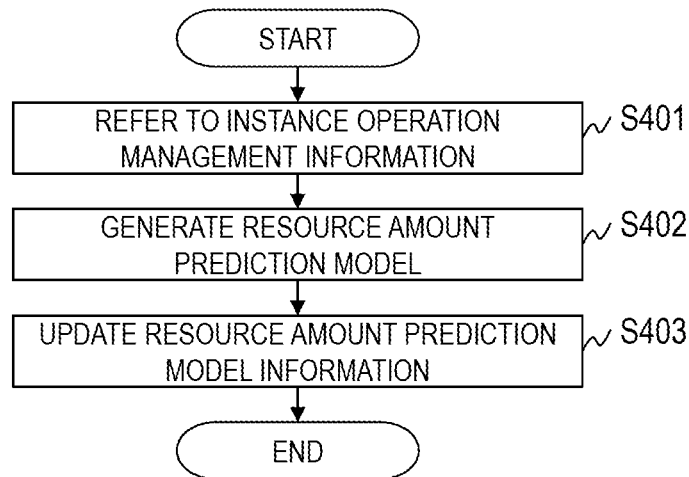 START
REFER TO INSTANCE OPERATION
MANAGEMENT INFORMATION
S401
GENERATE RESOURCE AMOUNT
PREDICTION MODEL
S402
UPDATE RESOURCE AMOUNT PREDICTION
MODEL INFORMATION
S403
END